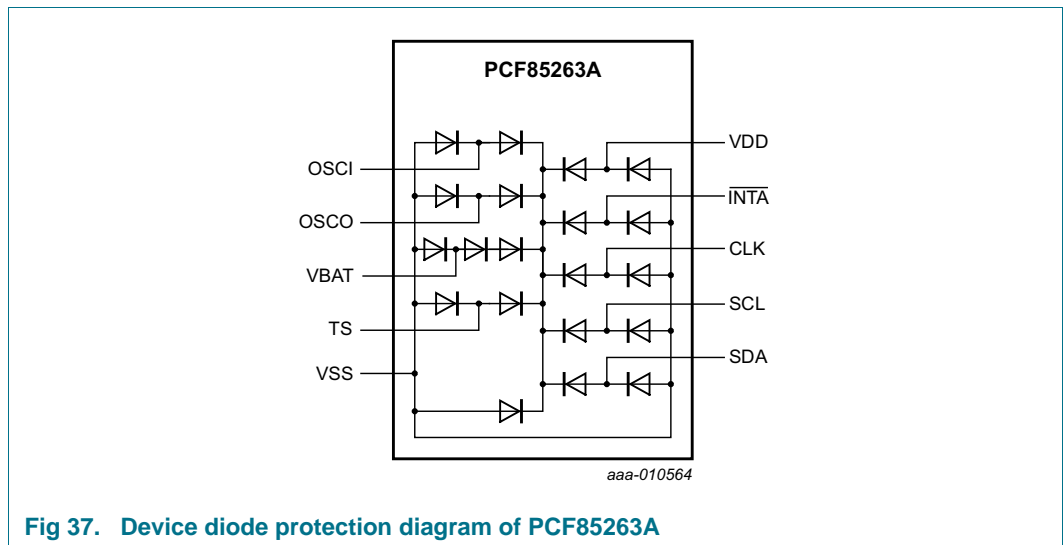 PCF85263A
OSCI
OSCO
VBAT
TS
VSS
VDD
INTA
CLK
SCL
SDA
aaa-010564
Fig 37. Device diode protection diagram of PCF85263A